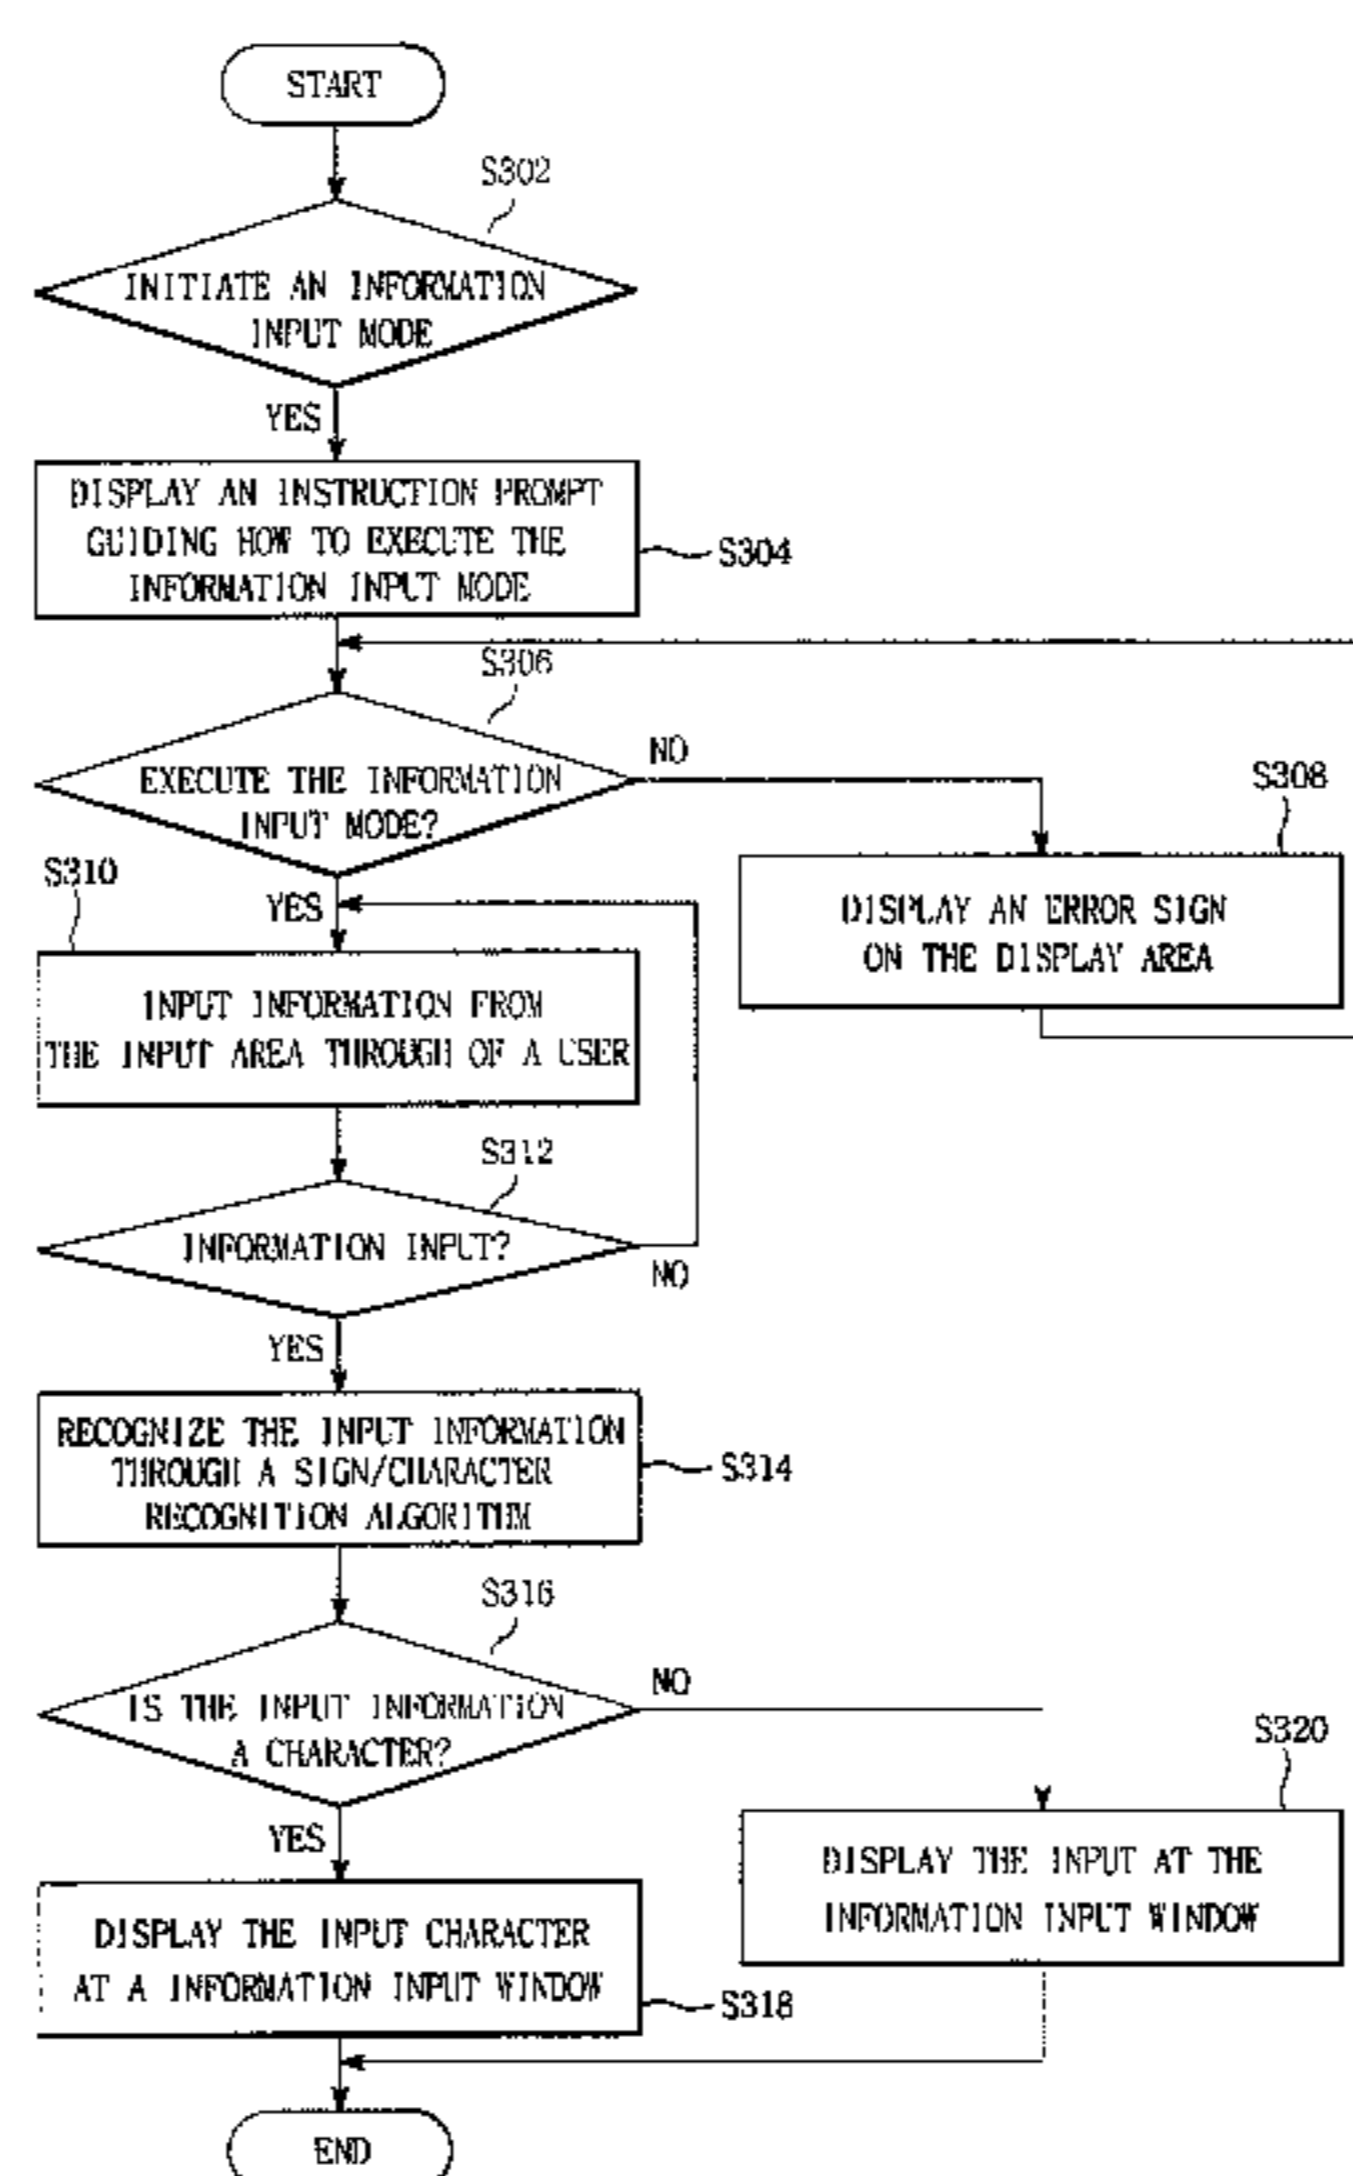 START
S302
INITIATE AN INFORMATION
INPUT MODE
YES
DISPLAY AN INSTRUCTION PROMPT
GUIDING HOW TO EXECUTE THE
INFORMATION INPUT MODE
S304
S306
EXECUTE THE INFORMATION
INPUT MODE?
NO
S308
DISPLAY AN ERROR SIGN
ON THE DISPLAY AREA
S310
YES
INPUT INFORMATION FROM
THE INPUT AREA THROUGH OF A USER
S312
INFORMATION INPUT?
NO
YES
RECOGNIZE THE INPUT INFORMATION
THROUGH A SIGN/CHARACTER
RECOGNITION ALGORITHM
S314
S316
IS THE INPUT INFORMATION
A CHARACTER?
NO
S320
YES
DISPLAY THE INPUT AT THE
INFORMATION INPUT WINDOW
DISPLAY THE INPUT CHARACTER
AT A INFORMATION INPUT WINDOW
S318
END